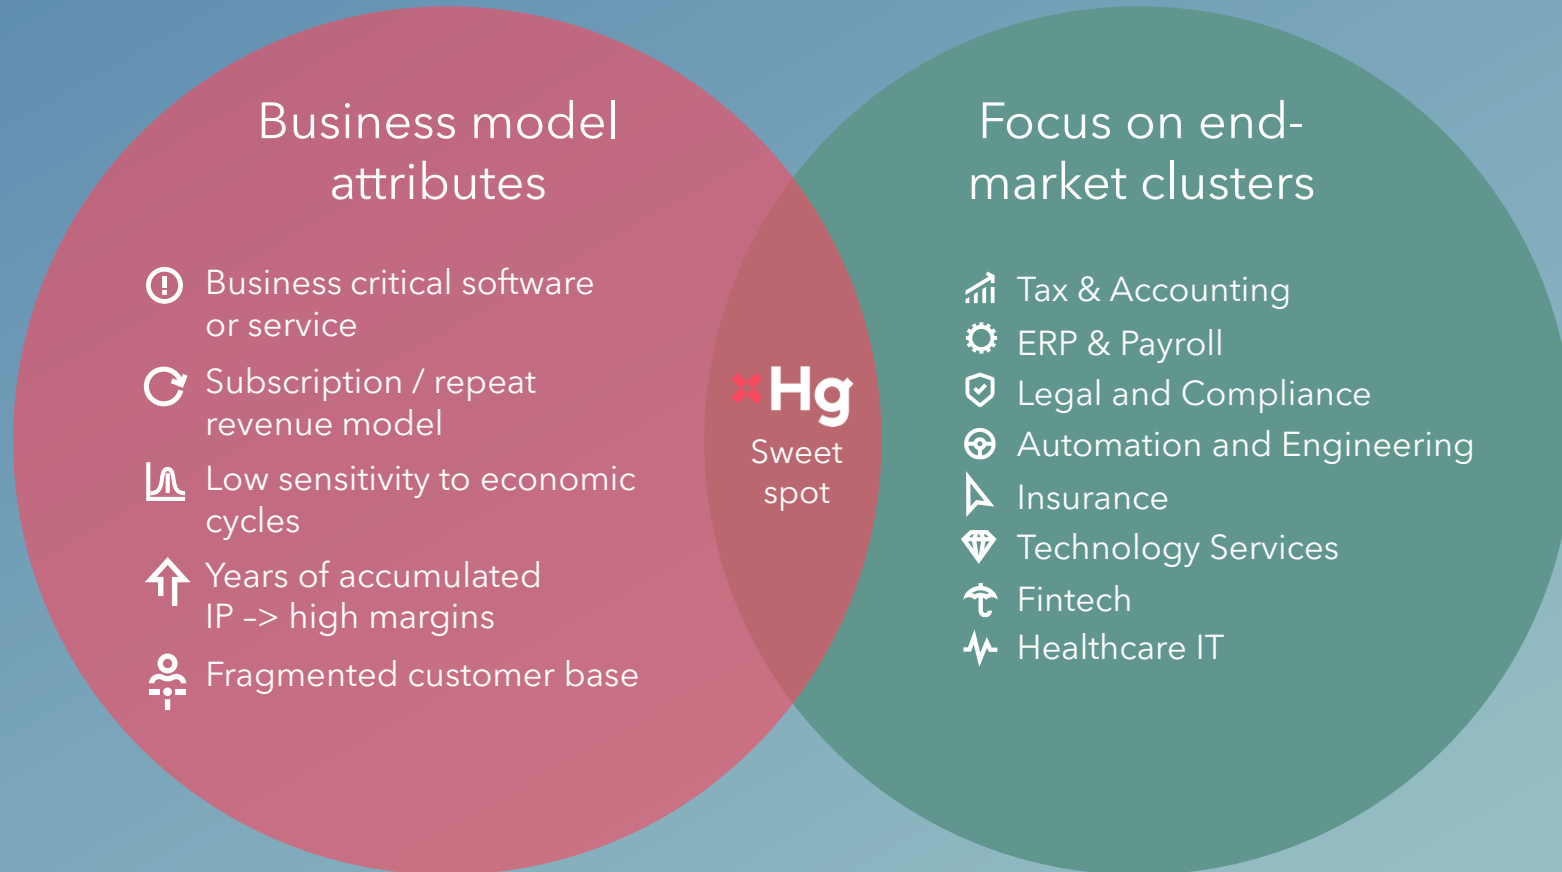 Business model
attributes
Business critical software
or service
Subscription / repeat
revenue model
Low sensitivity to economic
cycles
Years of accumulated
IP –> high margins
Fragmented customer base
Hg
Sweet
spot
Focus on end-
market clusters
Tax & Accounting
ERP & Payroll
Legal and Compliance
Automation and Engineering
Insurance
Technology Services
Fintech
Healthcare IT